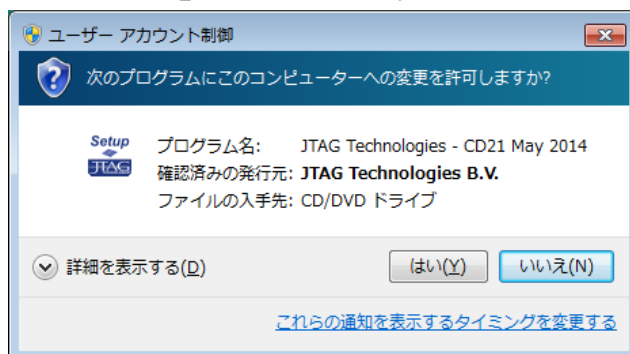 ユーザー アカウント制御
次のプログラムにこのコンピューターへの変更を許可しますか?
Setup
JTAG
プログラム名: JTAG Technologies - CD21 May 2014
確認済みの発行元: JTAG Technologies B.V.
ファイルの入手先: CD/DVD ドライブ
詳細を表示する(D)
はい(Y)
いいえ(N)
これらの通知を表示するタイミングを変更する